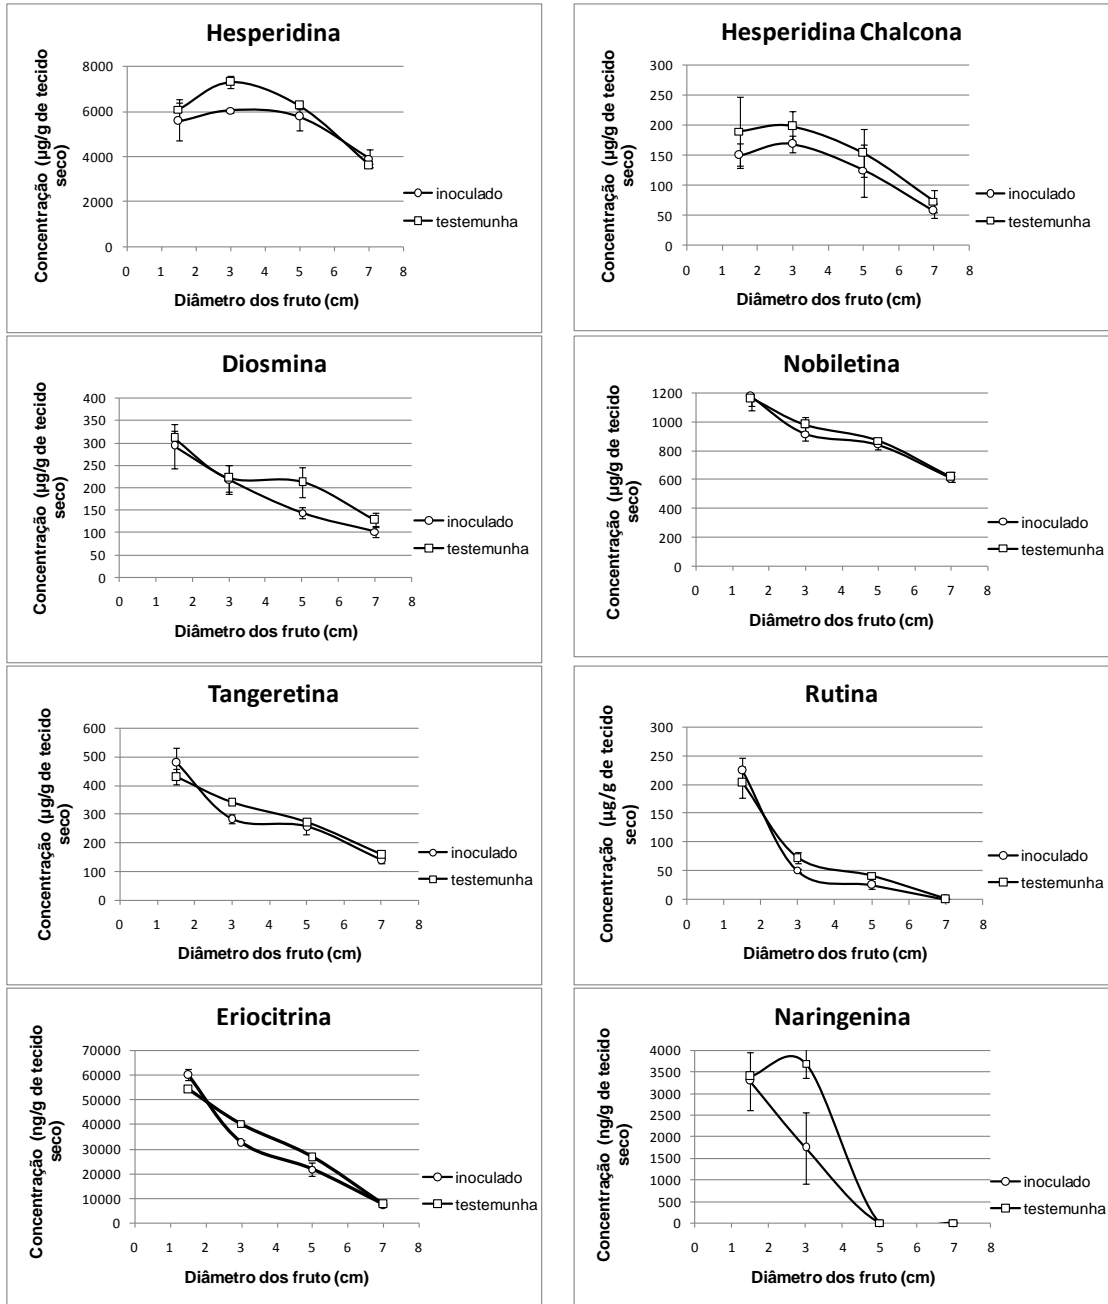 Hesperidina
Concentração (µg/g de tecido
seco)
8000
6000
4000
2000
0
0 1 2 3 4 5 6 7 8
Diâmetro dos fruto (cm)
inoculado
testemunha
Hesperidina Chalcona
Concentração (µg/g de tecido
seco)
300
250
200
150
100
50
0
0 1 2 3 4 5 6 7 8
Diâmetro dos fruto (cm)
inoculado
testemunha
Diosmina
Concentração (µg/g de tecido
seco)
400
350
300
250
200
150
100
50
0
0 1 2 3 4 5 6 7 8
Diâmetro dos fruto (cm)
inoculado
testemunha
Nobiletina
Concentração (µg/g de tecido
seco)
1200
1000
800
600
400
200
0
0 1 2 3 4 5 6 7 8
Diâmetro dos fruto (cm)
inoculado
testemunha
Tangeretina
Concentração (µg/g de tecido
seco)
600
500
400
300
200
100
0
0 1 2 3 4 5 6 7 8
Diâmetro dos fruto (cm)
inoculado
testemunha
Rutina
Concentração (µg/g de tecido
seco)
300
250
200
150
100
50
0
0 1 2 3 4 5 6 7 8
Diâmetro dos fruto (cm)
inoculado
testemunha
Eriocitrina
Concentração (ng/g de tecido
seco)
70000
60000
50000
40000
30000
20000
10000
0
0 1 2 3 4 5 6 7 8
Diâmetro dos fruto (cm)
inoculado
testemunha
Naringenina
Concentração (ng/g de tecido
seco)
4000
3500
3000
2500
2000
1500
1000
500
0
0 1 2 3 4 5 6 7 8
Diâmetro dos fruto (cm)
inoculado
testemunha